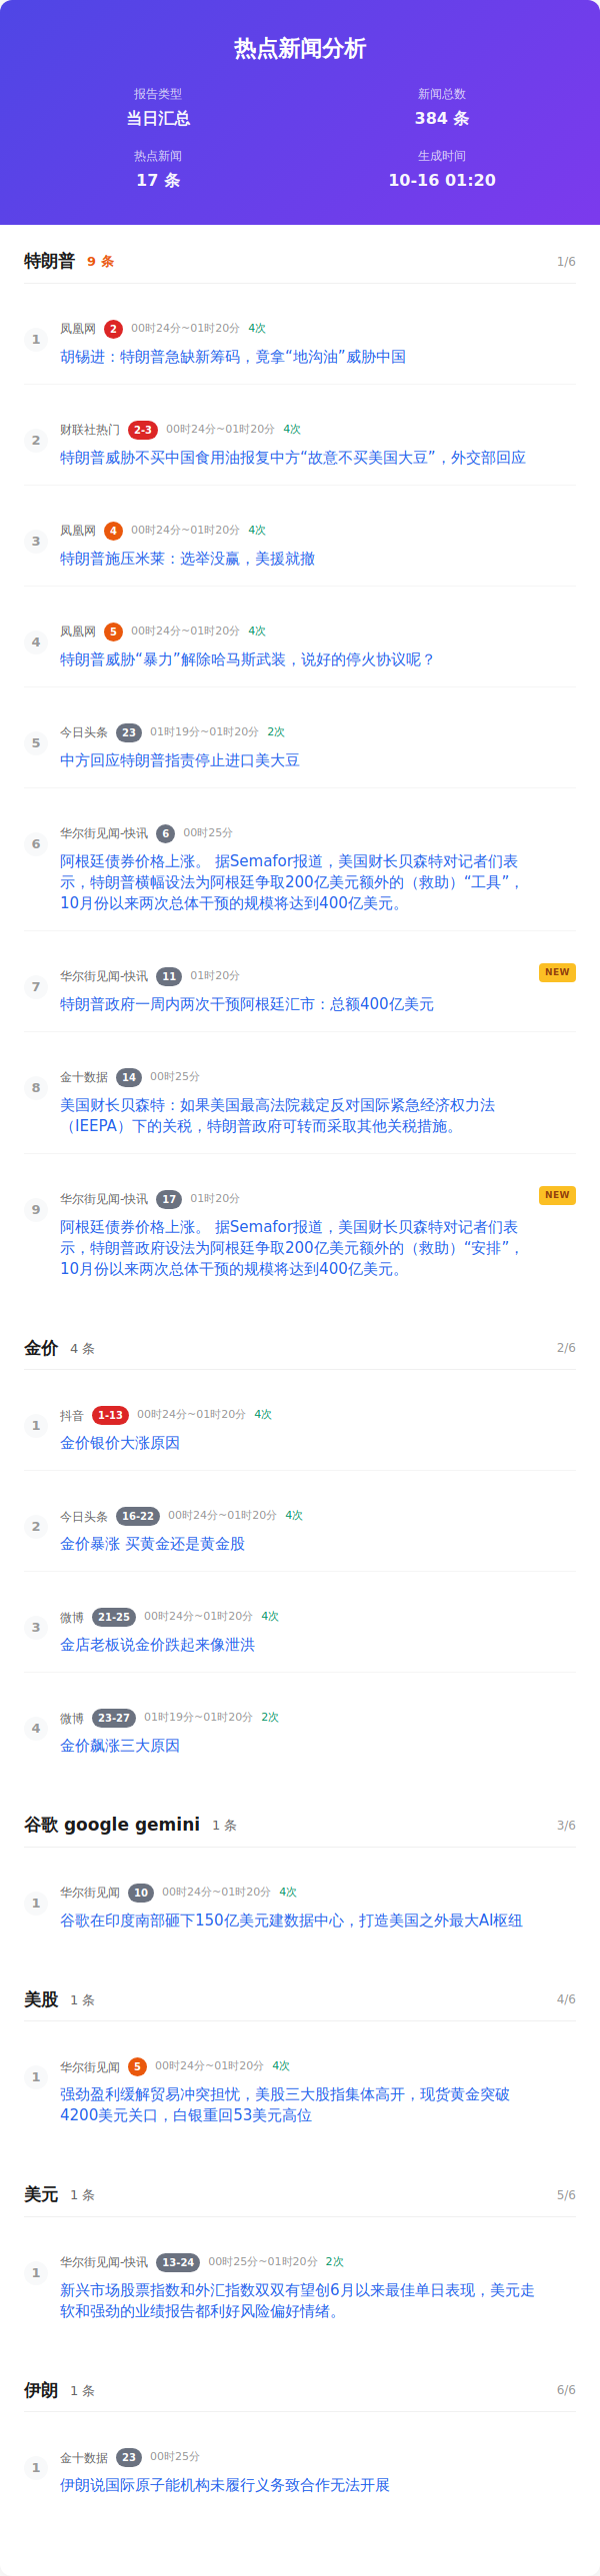 热点新闻分析
报告类型
新闻总数
当日汇总
384 条
热点新闻
生成时间
17 条
10-16 01:20
特朗普 9 条 1/6
1
凤凰网 2 00时24分~01时20分 4次
胡锡进：特朗普急缺新筹码，竟拿“地沟油”威胁中国
2
财联社热门 2-3 00时24分~01时20分 4次
特朗普威胁不买中国食用油报复中方“故意不买美国大豆”，外交部回应
3
凤凰网 4 00时24分~01时20分 4次
特朗普施压米莱：选举没赢，美援就撤
4
凤凰网 5 00时24分~01时20分 4次
特朗普威胁“暴力”解除哈马斯武装，说好的停火协议呢？
5
今日头条 23 01时19分~01时20分 2次
中方回应特朗普指责停止进口美大豆
6
华尔街见闻-快讯 6 00时25分
阿根廷债券价格上涨。 据Semafor报道，美国财长贝森特对记者们表
示，特朗普横幅设法为阿根廷争取200亿美元额外的（救助）“工具”，
10月份以来两次总体干预的规模将达到400亿美元。
7
华尔街见闻-快讯 11 01时20分 NEW
特朗普政府一周内两次干预阿根廷汇市：总额400亿美元
8
金十数据 14 00时25分
美国财长贝森特：如果美国最高法院裁定反对国际紧急经济权力法
（IEEPA）下的关税，特朗普政府可转而采取其他关税措施。
9
华尔街见闻-快讯 17 01时20分 NEW
阿根廷债券价格上涨。 据Semafor报道，美国财长贝森特对记者们表
示，特朗普政府设法为阿根廷争取200亿美元额外的（救助）“安排”，
10月份以来两次总体干预的规模将达到400亿美元。
金价 4 条 2/6
1
抖音 1-13 00时24分~01时20分 4次
金价银价大涨原因
2
今日头条 16-22 00时24分~01时20分 4次
金价暴涨 买黄金还是黄金股
3
微博 21-25 00时24分~01时20分 4次
金店老板说金价跌起来像泄洪
4
微博 23-27 01时19分~01时20分 2次
金价飙涨三大原因
谷歌 google gemini 1 条 3/6
1
华尔街见闻 10 00时24分~01时20分 4次
谷歌在印度南部砸下150亿美元建数据中心，打造美国之外最大AI枢纽
美股 1 条 4/6
1
华尔街见闻 5 00时24分~01时20分 4次
强劲盈利缓解贸易冲突担忧，美股三大股指集体高开，现货黄金突破
4200美元关口，白银重回53美元高位
美元 1 条 5/6
1
华尔街见闻-快讯 13-24 00时25分~01时20分 2次
新兴市场股票指数和外汇指数双双有望创6月以来最佳单日表现，美元走
软和强劲的业绩报告都利好风险偏好情绪。
伊朗 1 条 6/6
1
金十数据 23 00时25分
伊朗说国际原子能机构未履行义务致合作无法开展